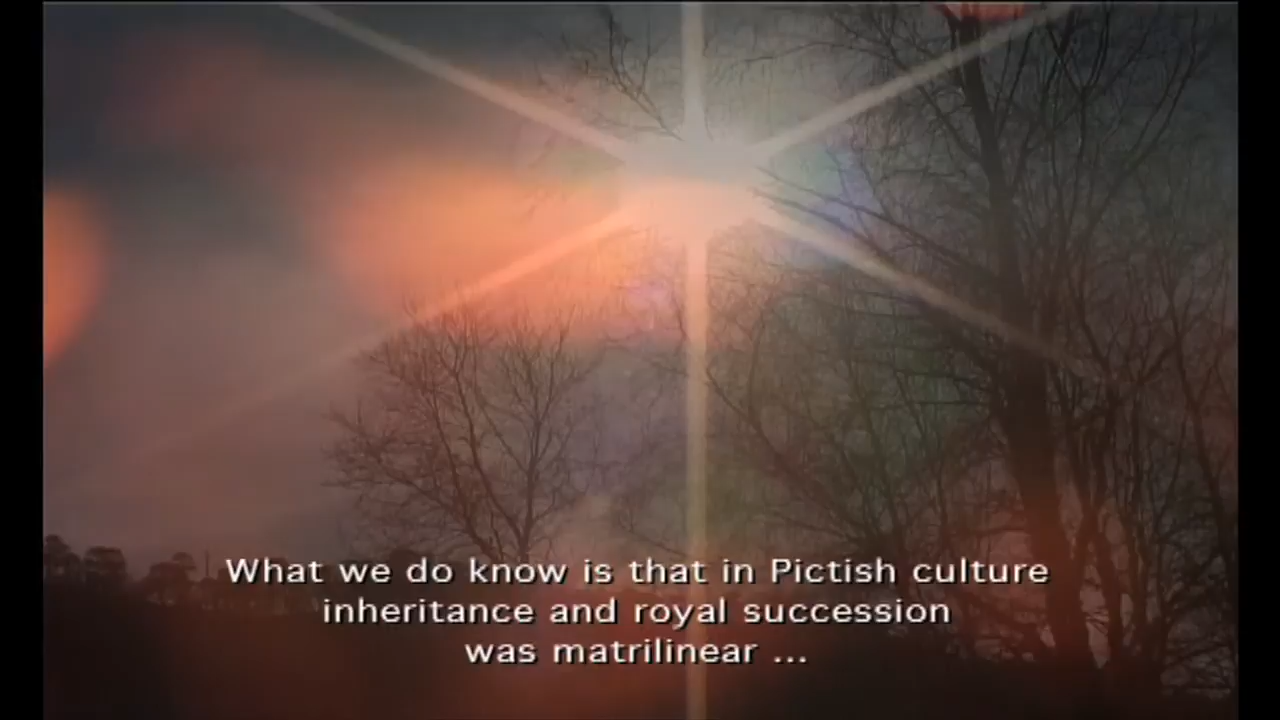 What we do know is that in Pictish culture
inheritance and royal succession
was matrilinear ...